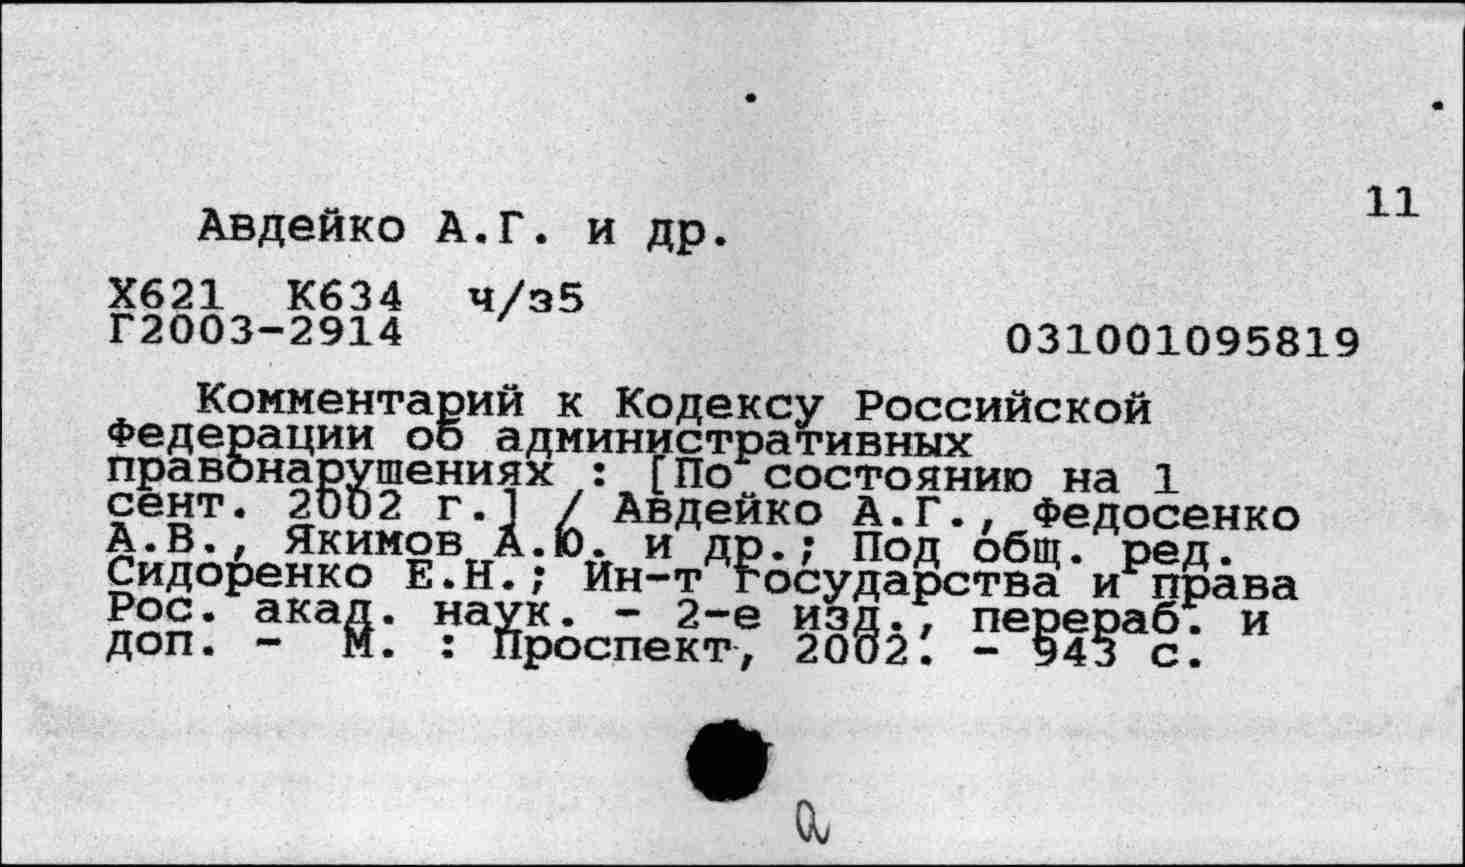 11
Авдейко А.Г. и др.
Х621 К634 ч/з5
Г2003-2914
031001095819
Комментарий к Кодексу Российской
Федерации об административных
правонарушениях : [По состоянию на 1
сент. 2002 г.] / Авдейко А.Г., Федосенко
А.В., Якимов А.Ю. и др.; Под общ. ред.
Сидоренко Е.Н.; Ин-т государства и права
Рос. акад. наук. - 2-е изд., перераб. и
доп. - М. : Проспект, 2002. - 943 с.
а